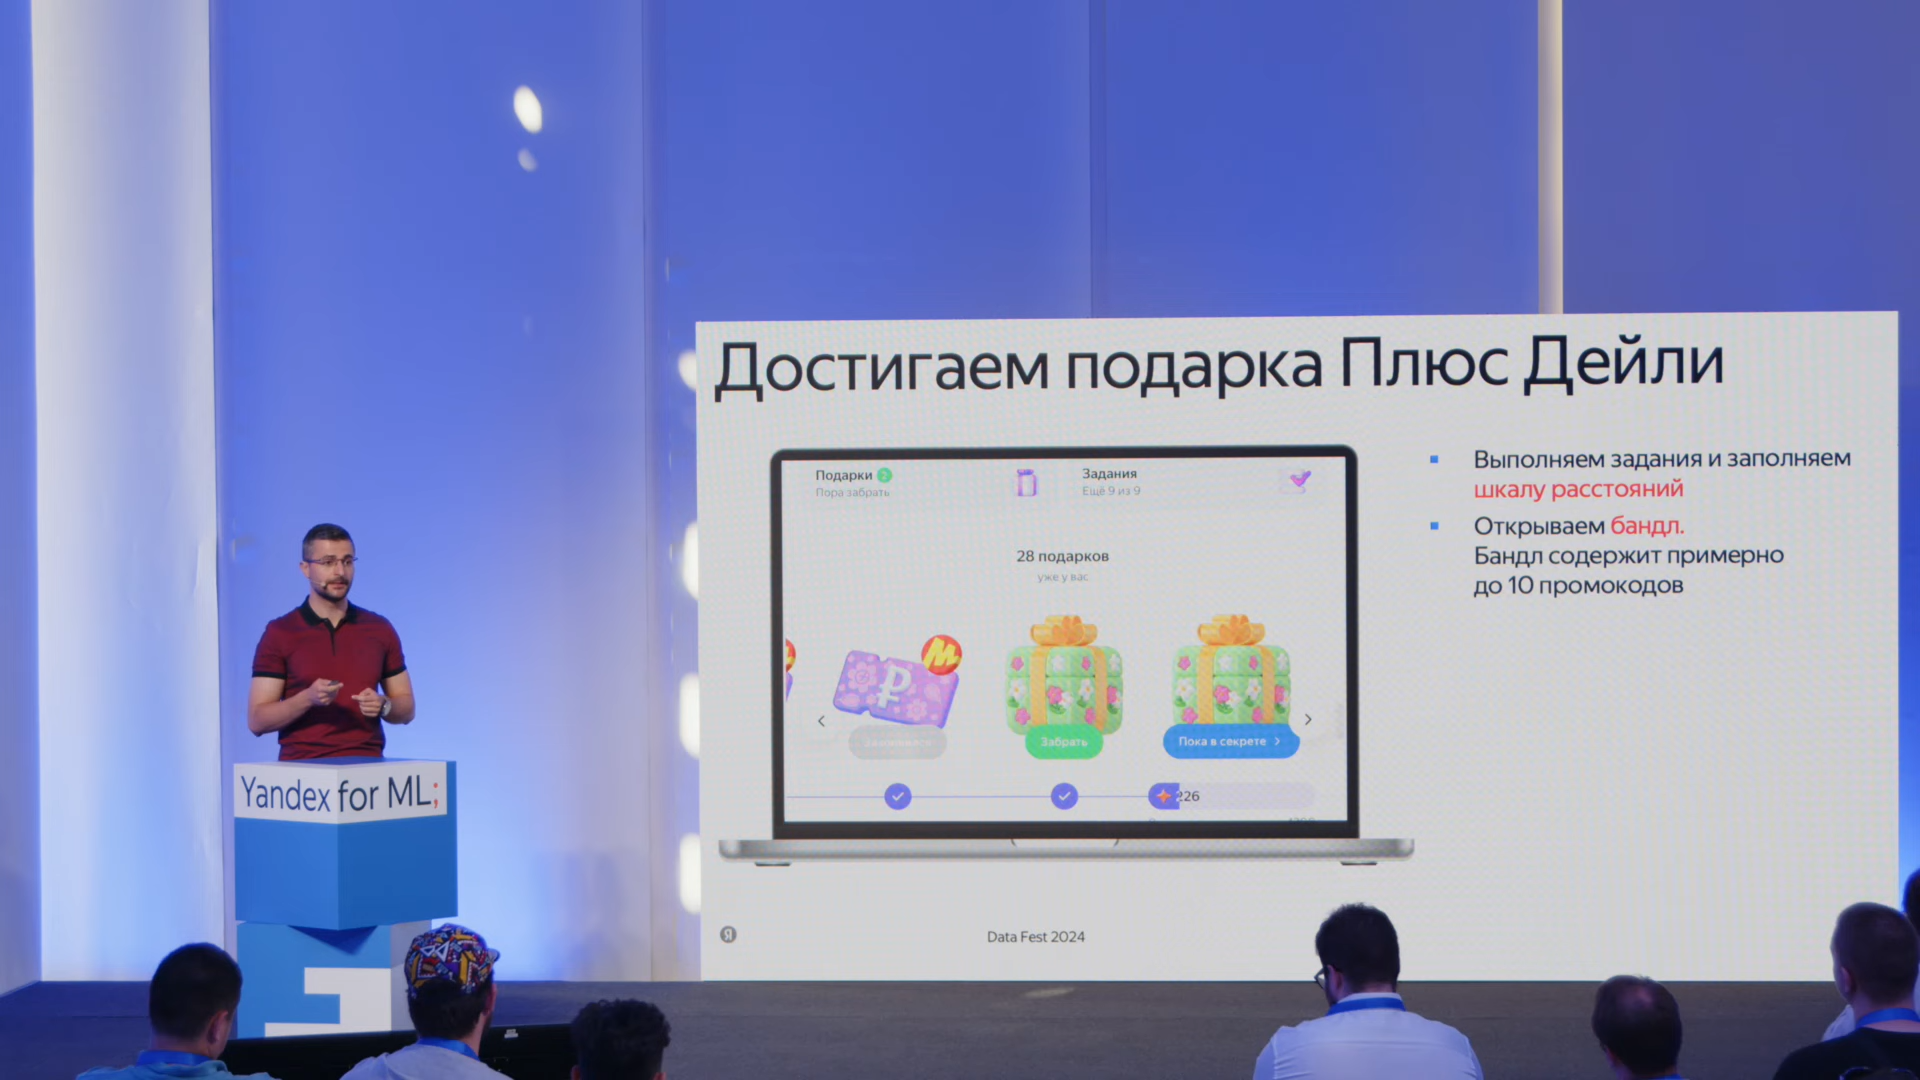 Достигаем подарка Плюс Дейли
Подарки 2
Пора забрать
Задания
Ещё 9 из 9
28 подарков
уже у вас
М
₽
Забрать
Пока в секрете >
226
Выполняем задания и заполняем
шкалу расстояний
Открываем бандл.
Бандл содержит примерно
до 10 промокодов
Я
Data Fest 2024
Yandex for ML;